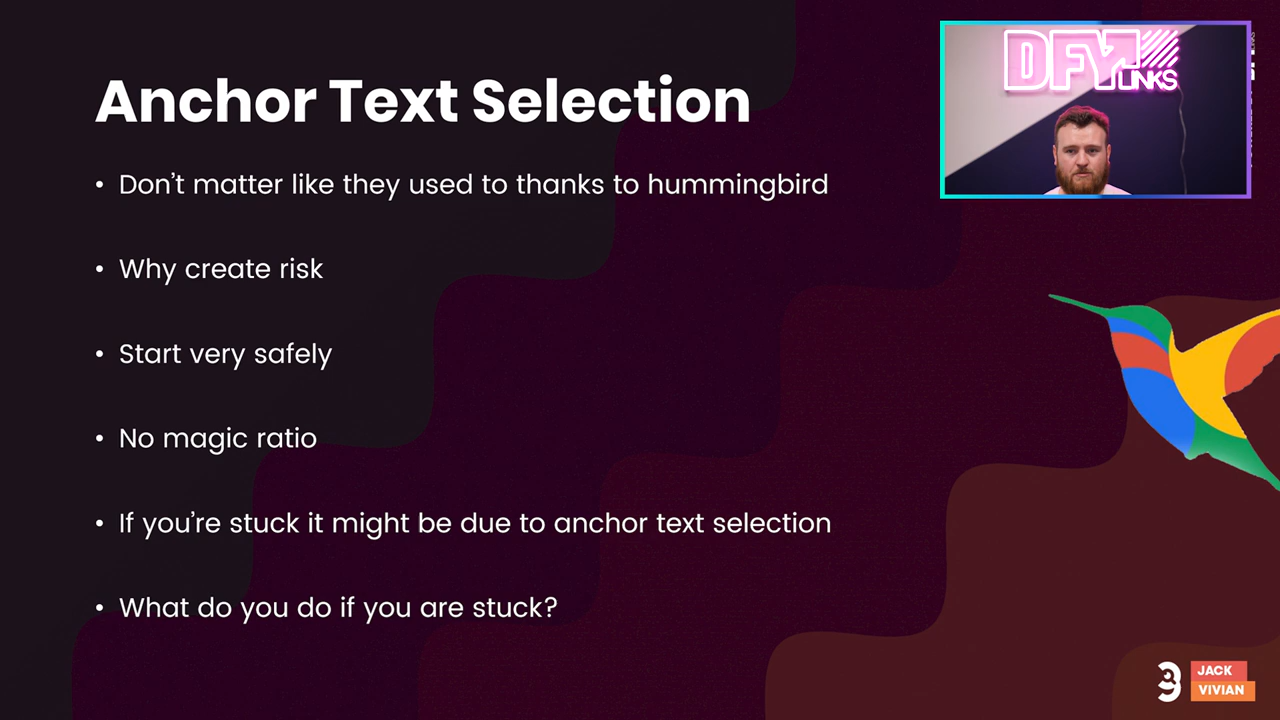 DFY
LINKS
Anchor Text Selection
• Don't matter like they used to thanks to hummingbird
• Why create risk
• Start very safely
• No magic ratio
• If you're stuck it might be due to anchor text selection
• What do you do if you are stuck?
JACK
VIVIAN